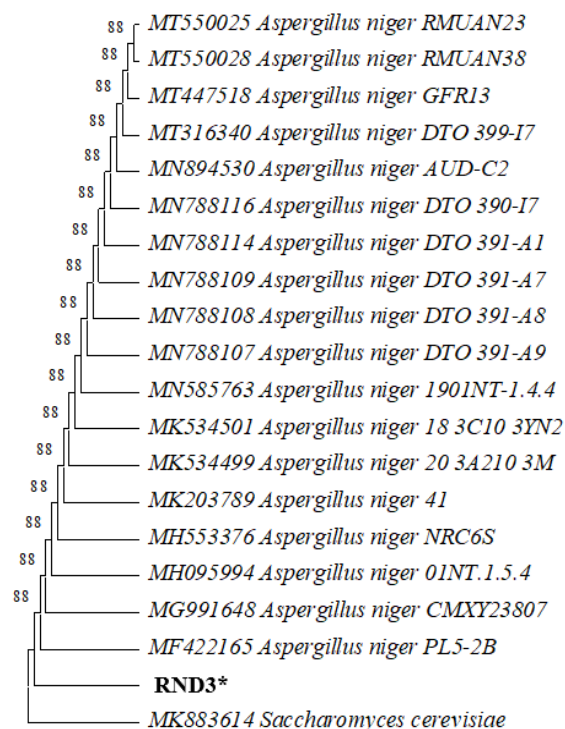 88
MT550025 Aspergillus niger RMUAN23
88
MT550028 Aspergillus niger RMUAN38
88
MT447518 Aspergillus niger GFR13
88
MT316340 Aspergillus niger DTO 399-I7
88
MN894530 Aspergillus niger AUD-C2
88
MN788116 Aspergillus niger DTO 390-I7
88
MN788114 Aspergillus niger DTO 391-A1
88
MN788109 Aspergillus niger DTO 391-A7
88
MN788108 Aspergillus niger DTO 391-A8
88
MN788107 Aspergillus niger DTO 391-A9
88
MN585763 Aspergillus niger 1901NT-1.4.4
88
MK534501 Aspergillus niger 18 3C10 3YN2
88
MK534499 Aspergillus niger 20 3A210 3M
88
MK203789 Aspergillus niger 41
88
MH553376 Aspergillus niger NRC6S
88
MH095994 Aspergillus niger 01NT.1.5.4
88
MG991648 Aspergillus niger CMXY23807
MF422165 Aspergillus niger PL5-2B
RND3*
MK883614 Saccharomyces cerevisiae